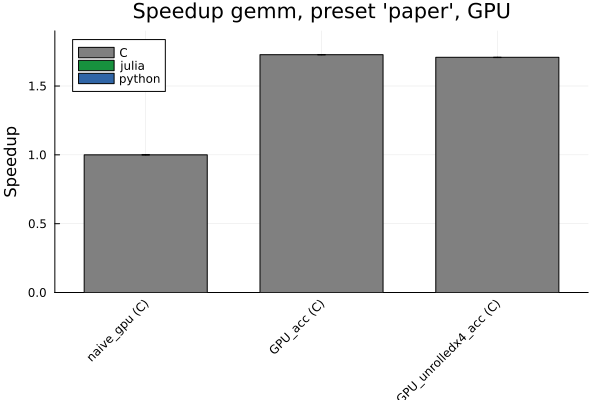 Speedup gemm, preset 'paper', GPU
C
julia
python
Speedup
1.5
1.0
0.5
0.0
naive_gpu (C)
GPU_acc (C)
GPU_unrolledx4_acc (C)